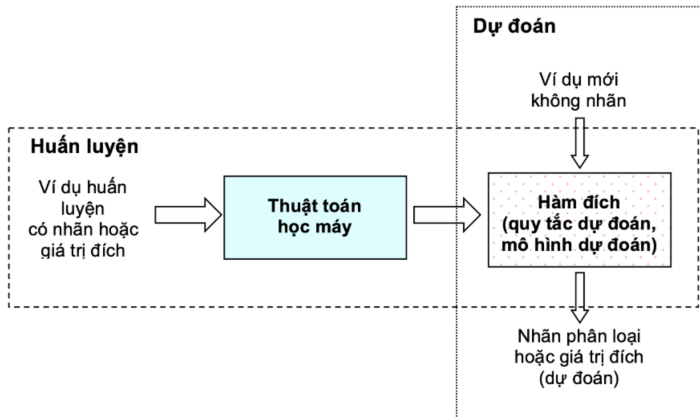 Dự đoán
Ví dụ mới
không nhãn
Huấn luyện
Ví dụ huấn
luyện
có nhãn hoặc
giá trị đích
Thuật toán
học máy
Hàm đích
(quy tắc dự đoán,
mô hình dự đoán)
Nhãn phân loại
hoặc giá trị đích
(dự đoán)